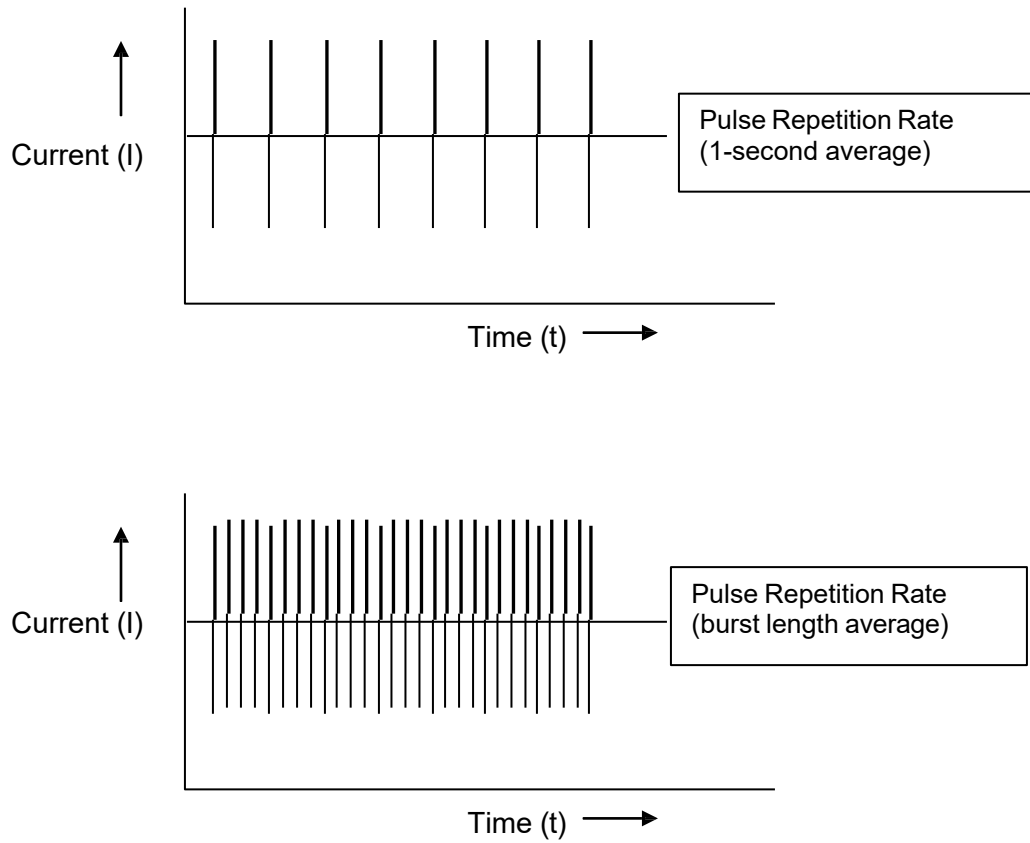 Current (I)
Pulse Repetition Rate
(1-second average)
Time (t)
Current (I)
Pulse Repetition Rate
(burst length average)
Time (t)